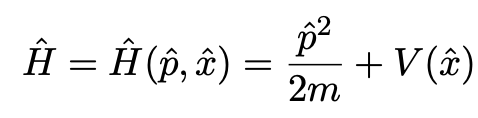 Ĥ = Ĥ(p̂, x̂) = p̂²/2m + V(x̂)